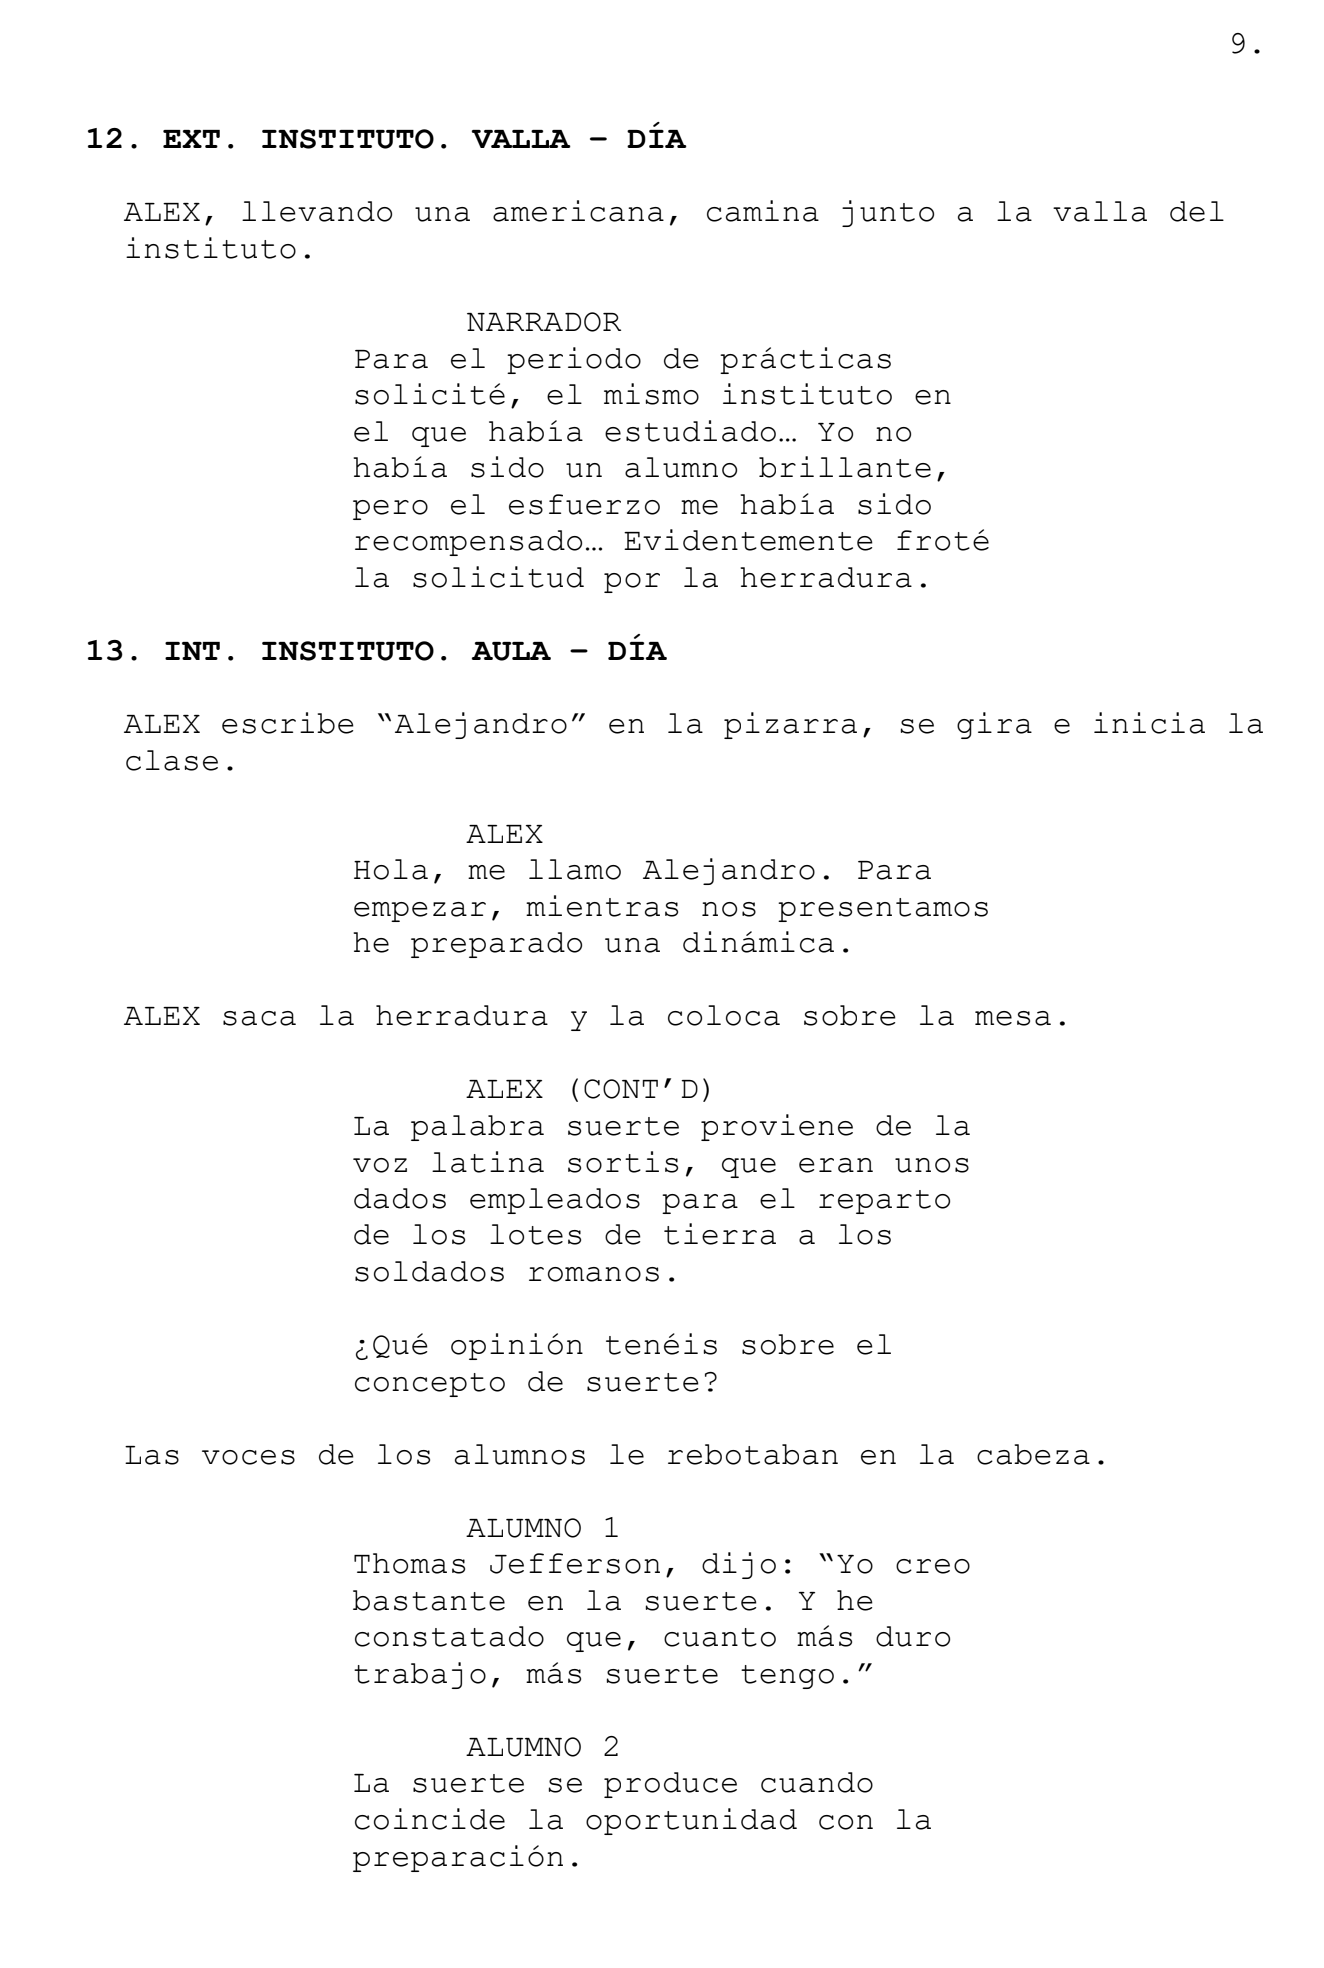 9.
12. EXT. INSTITUTO. VALLA – DÍA
ALEX, llevando una americana, camina junto a la valla del
instituto.
NARRADOR
Para el periodo de prácticas
solicité, el mismo instituto en
el que había estudiado… Yo no
había sido un alumno brillante,
pero el esfuerzo me había sido
recompensado… Evidentemente froté
la solicitud por la herradura.
13. INT. INSTITUTO. AULA – DÍA
ALEX escribe “Alejandro” en la pizarra, se gira e inicia la
clase.
ALEX
Hola, me llamo Alejandro. Para
empezar, mientras nos presentamos
he preparado una dinámica.
ALEX saca la herradura y la coloca sobre la mesa.
ALEX (CONT’D)
La palabra suerte proviene de la
voz latina sortis, que eran unos
dados empleados para el reparto
de los lotes de tierra a los
soldados romanos.
¿Qué opinión tenéis sobre el
concepto de suerte?
Las voces de los alumnos le rebotaban en la cabeza.
ALUMNO 1
Thomas Jefferson, dijo: “Yo creo
bastante en la suerte. Y he
constatado que, cuanto más duro
trabajo, más suerte tengo.”
ALUMNO 2
La suerte se produce cuando
coincide la oportunidad con la
preparación.